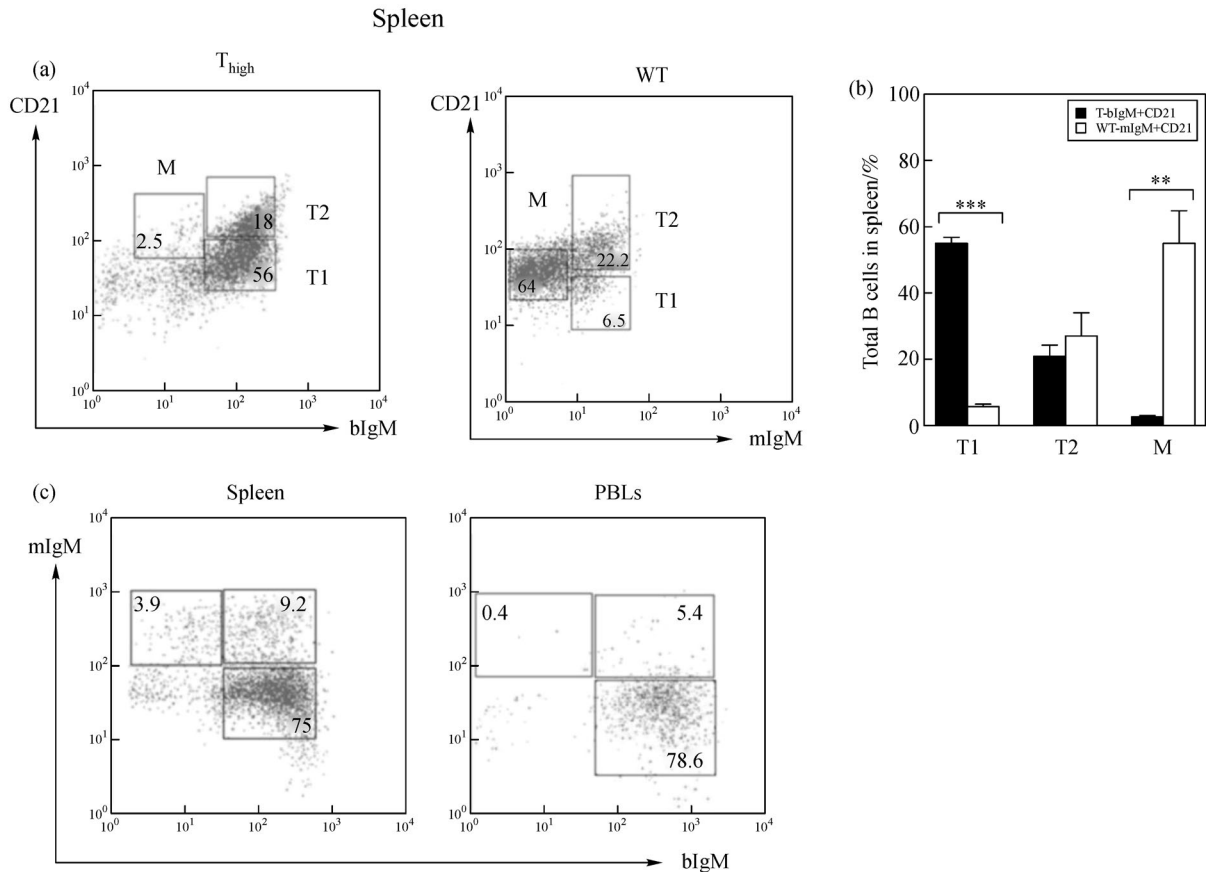 Spleen
(a)
T_high
WT
CD21
10^4
10^3
10^2
10^1
10^0
M
T2
T1
2.5
18
56
10^0 10^1 10^2 10^3 10^4
bIgM
CD21
10^4
10^3
10^2
10^1
10^0
M
T2
T1
64
22.2
6.5
10^0 10^1 10^2 10^3 10^4
mIgM
(b)
Total B cells in spleen/%
100
80
60
40
20
0
T-bIgM+CD21
WT-mIgM+CD21
***
**
T1 T2 M
(c)
Spleen
PBLs
mIgM
10^4
10^3
10^2
10^1
10^0
3.9
9.2
75
10^0 10^1 10^2 10^3 10^4
10^4
10^3
10^2
10^1
10^0
0.4
5.4
78.6
10^0 10^1 10^2 10^3 10^4
bIgM